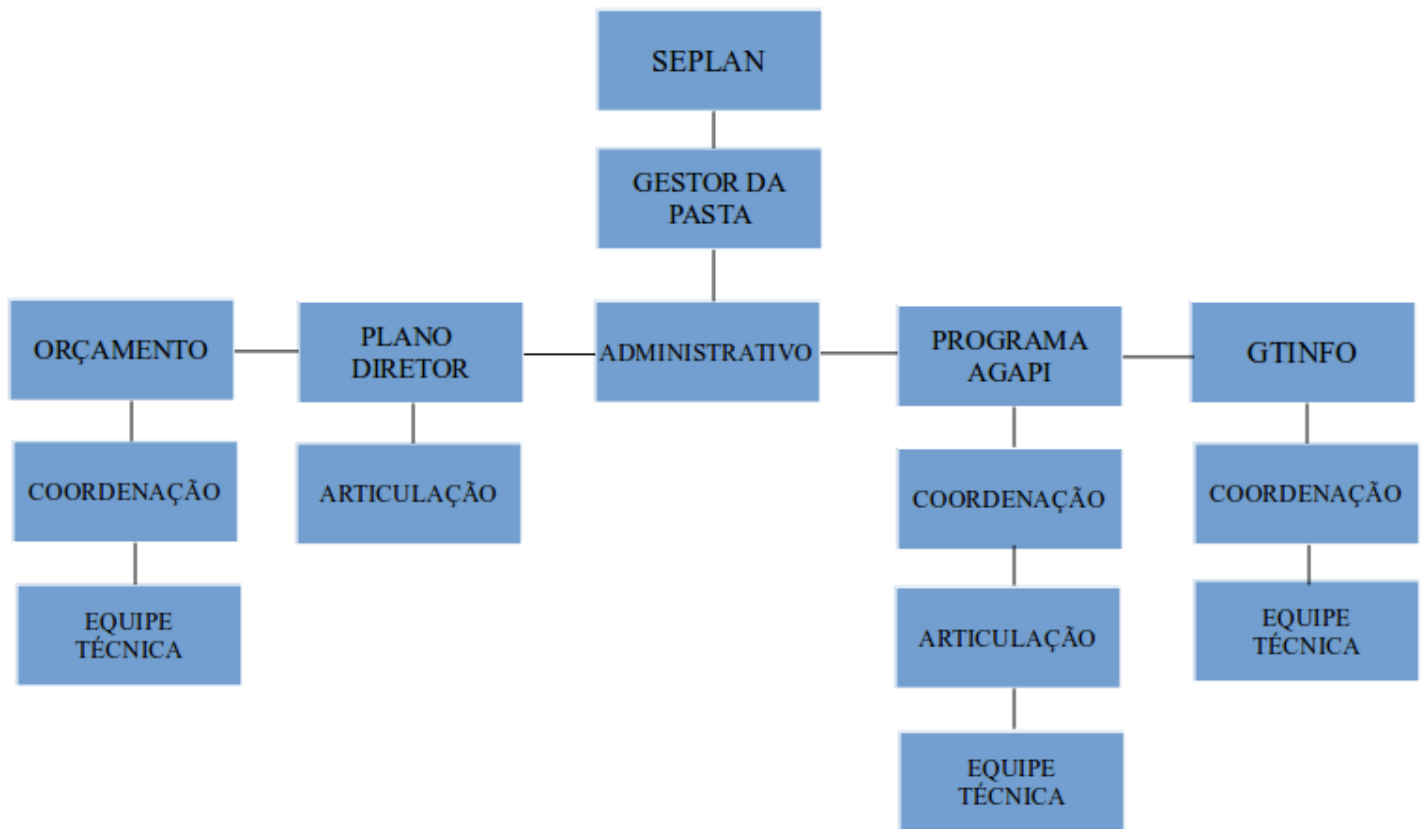 SEPLAN
GESTOR DA
PASTA
ORÇAMENTO
PLANO
DIRETOR
ADMINISTRATIVO
PROGRAMA
AGAPI
GTINFO
COORDENAÇÃO
ARTICULAÇÃO
COORDENAÇÃO
COORDENAÇÃO
EQUIPE
TÉCNICA
ARTICULAÇÃO
EQUIPE
TÉCNICA
EQUIPE
TÉCNICA